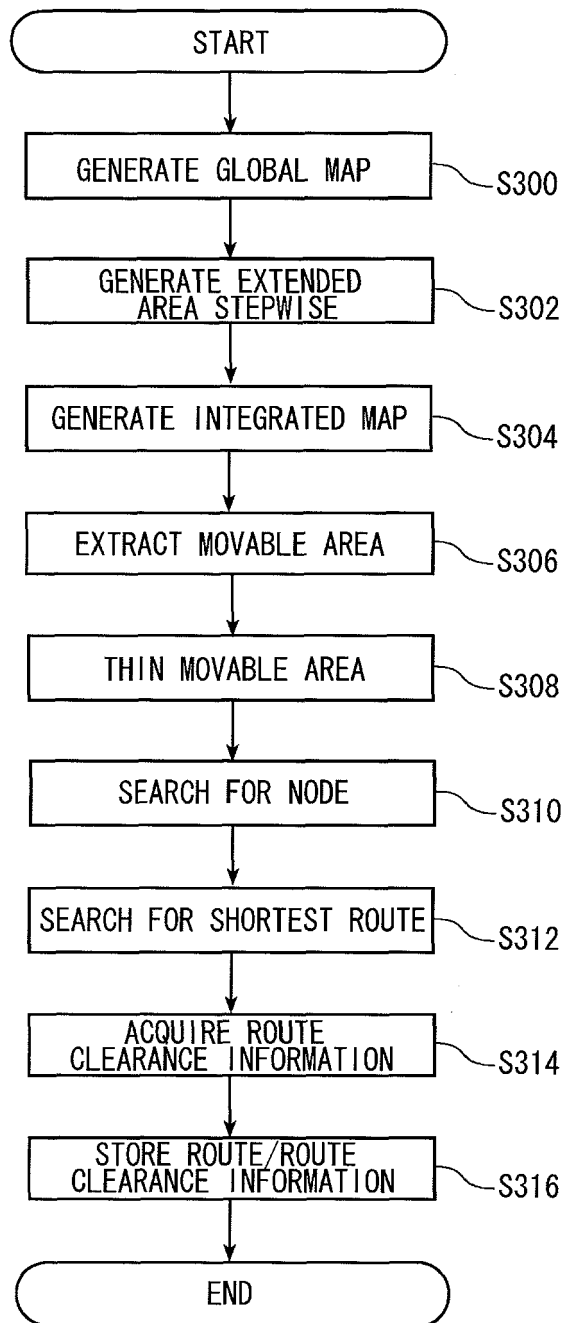 START
GENERATE GLOBAL MAP
S300
GENERATE EXTENDED
AREA STEPWISE
S302
GENERATE INTEGRATED MAP
S304
EXTRACT MOVABLE AREA
S306
THIN MOVABLE AREA
S308
SEARCH FOR NODE
S310
SEARCH FOR SHORTEST ROUTE
S312
ACQUIRE ROUTE
CLEARANCE INFORMATION
S314
STORE ROUTE/ROUTE
CLEARANCE INFORMATION
S316
END